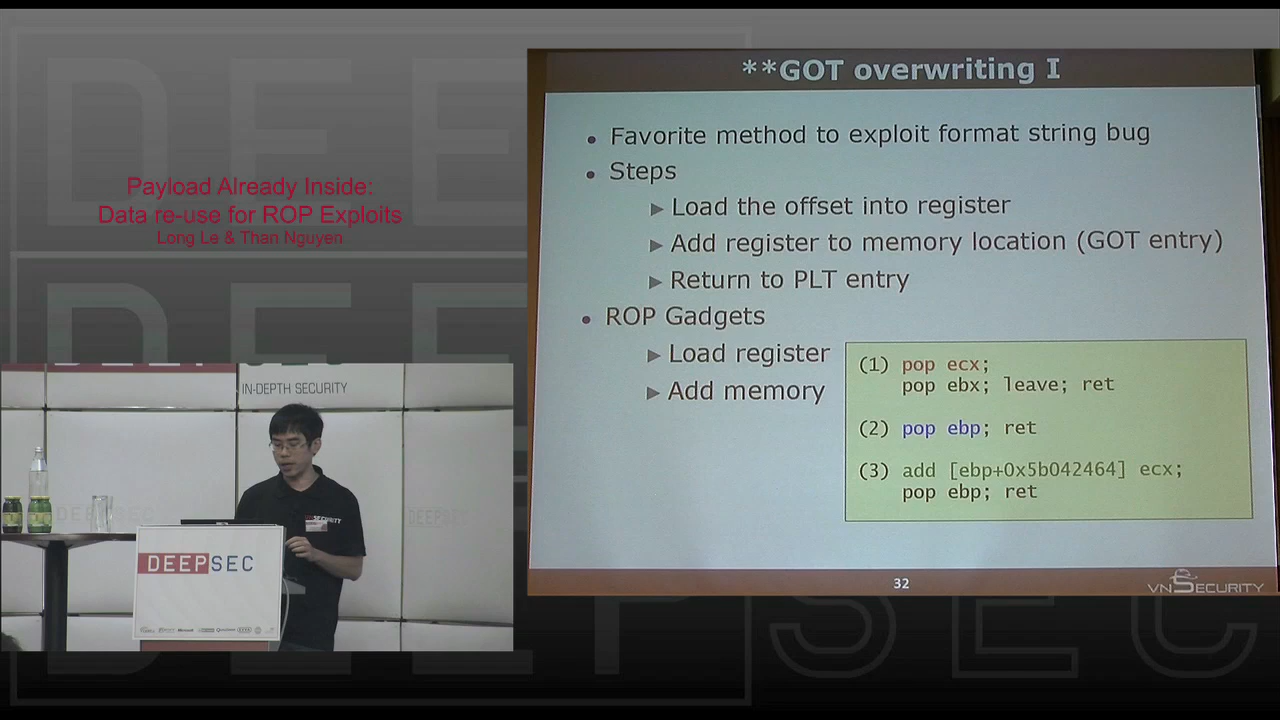 Payload Already Inside:
Data re-use for ROP Exploits
Long Le & Than Nguyen
IN-DEPTH SECURITY
DEEPSEC
DEEPSEC
**GOT overwriting I
• Favorite method to exploit format string bug
• Steps
▶ Load the offset into register
▶ Add register to memory location (GOT entry)
▶ Return to PLT entry
• ROP Gadgets
▶ Load register
▶ Add memory
(1) pop ecx;
pop ebx; leave; ret
(2) pop ebp; ret
(3) add [ebp+0x5b042464] ecx;
pop ebp; ret
32
VNSECURITY